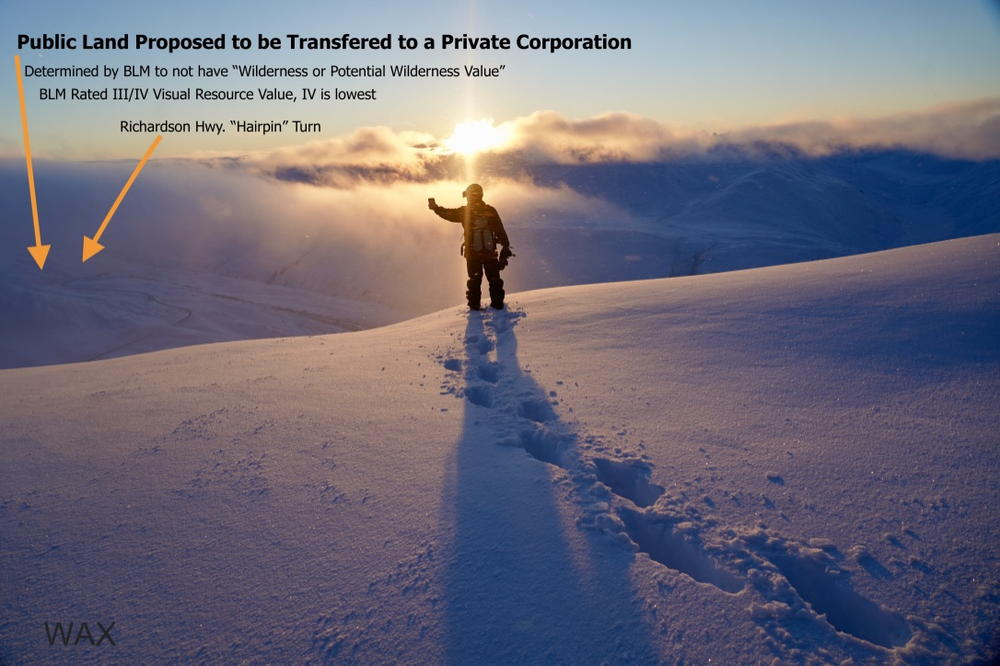 Public Land Proposed to be Transfered to a Private Corporation
Determined by BLM to not have “Wilderness or Potential Wilderness Value”
BLM Rated III/IV Visual Resource Value, IV is lowest
Richardson Hwy. “Hairpin” Turn
WAX